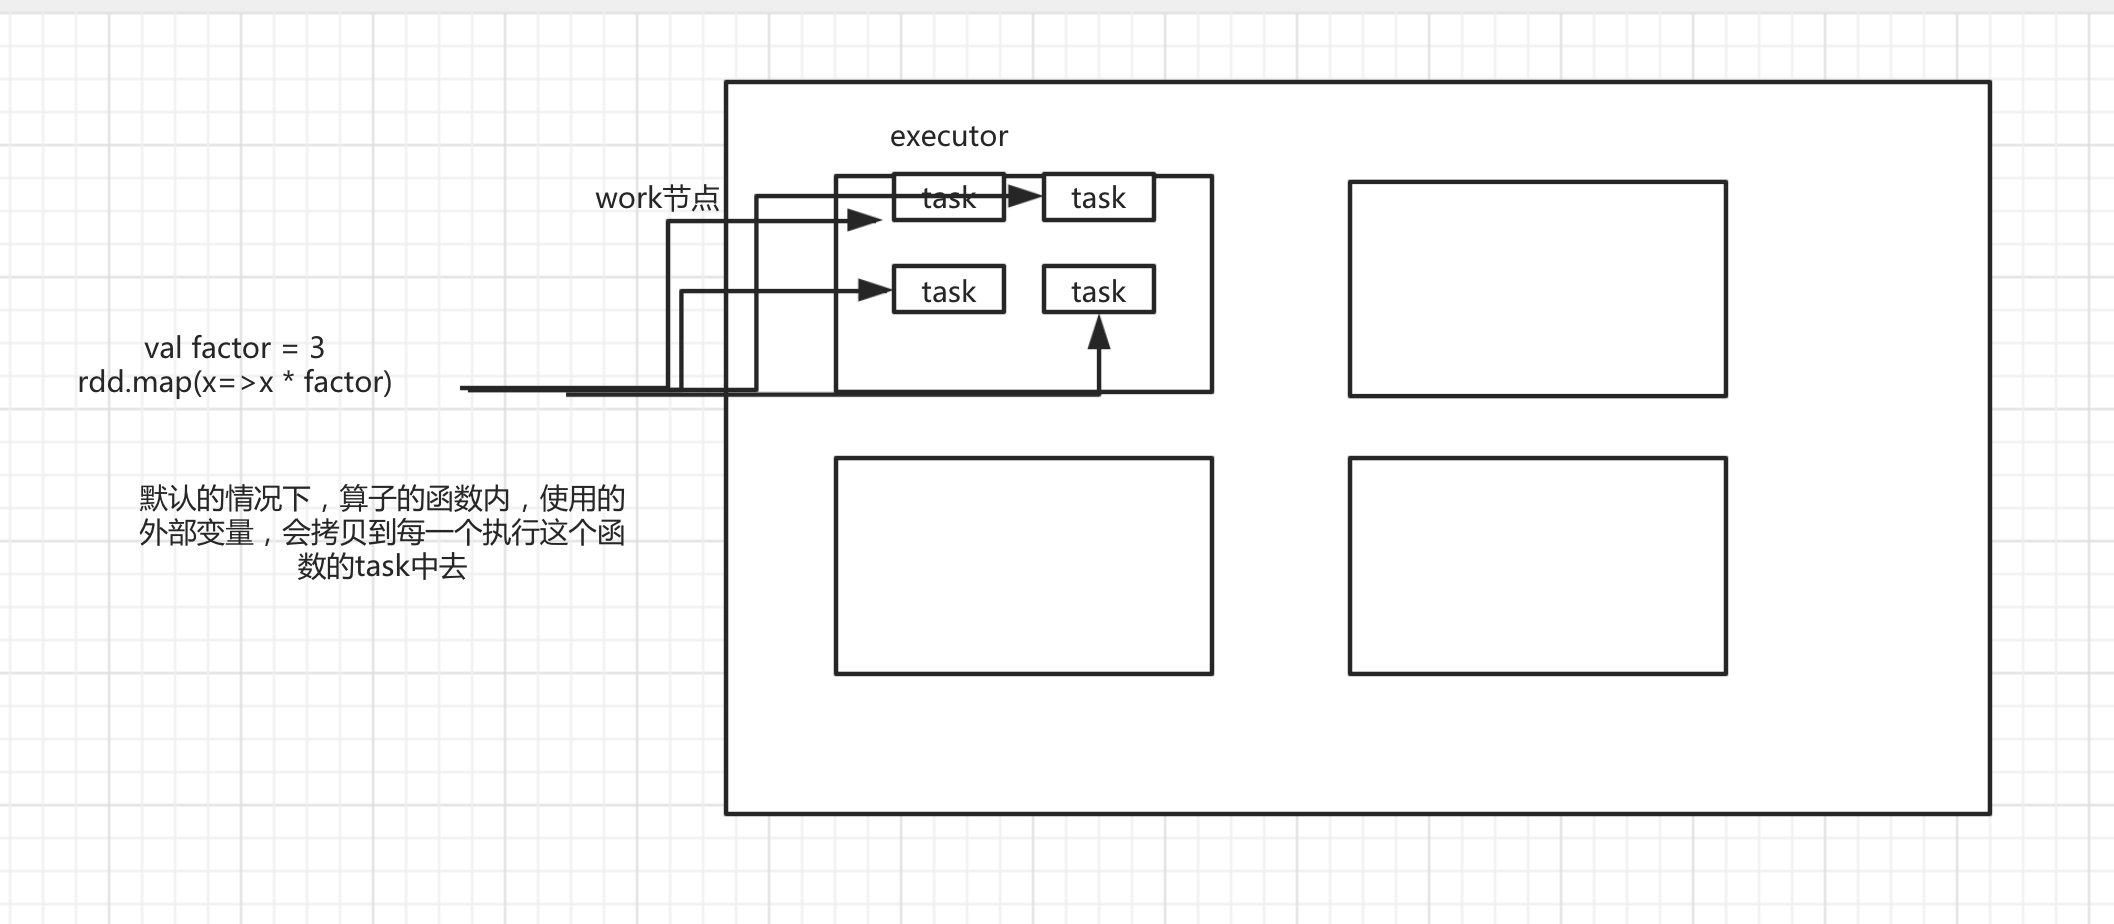 executor
work节点
task
task
task
task
val factor = 3
rdd.map(x=>x * factor)
默认的情况下，算子的函数内，使用的
外部变量，会拷贝到每一个执行这个函
数的task中去